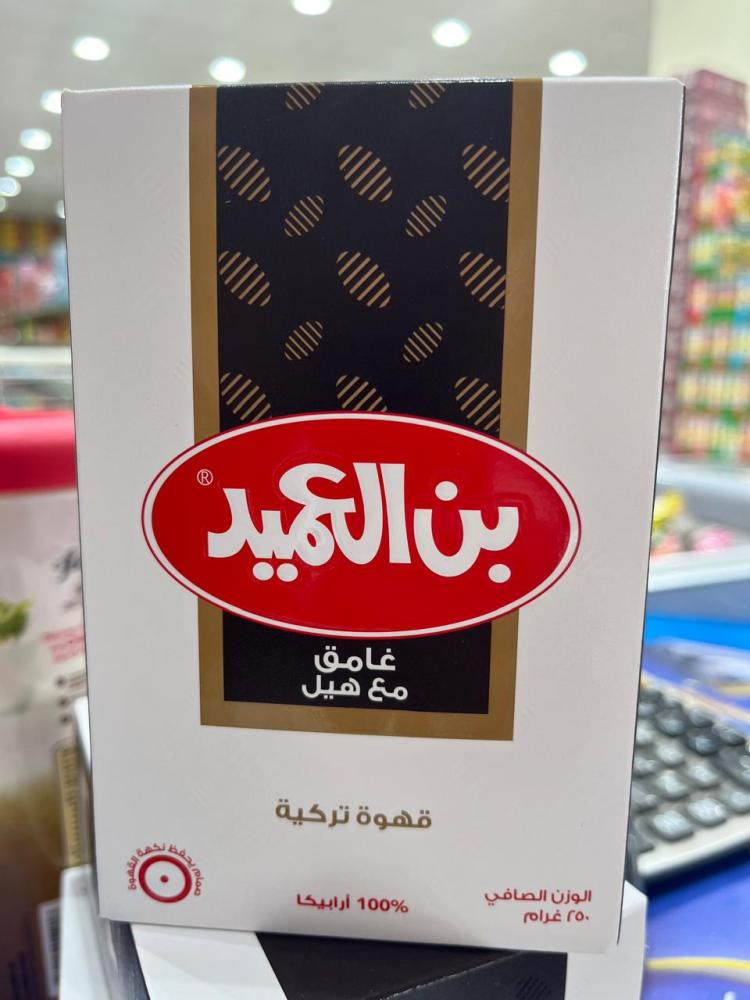 بن العميد ®
غامق
مع هيل
قهوة تركية
صمام يحفظ نكهة القهوة
100% أرابيكا
الوزن الصافي
٢٥٠ غرام